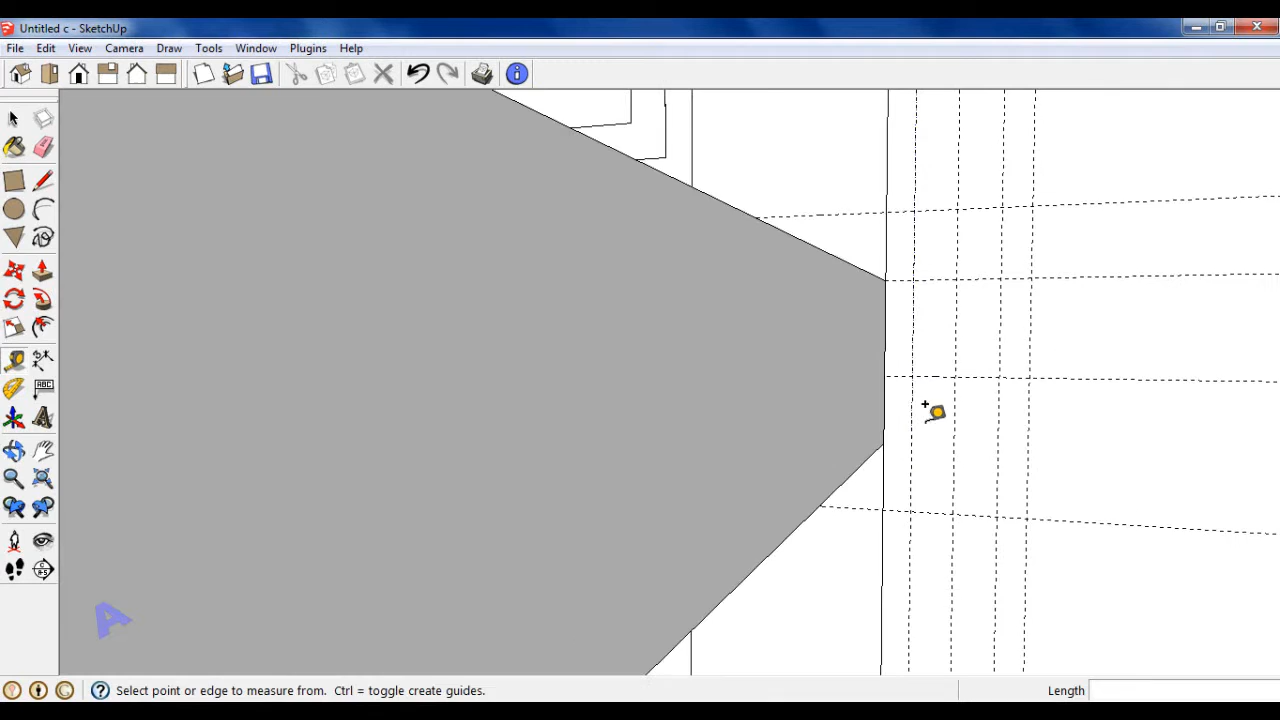 Untitled c - SketchUp
File Edit View Camera Draw Tools Window Plugins Help
ABC
A
A
Select point or edge to measure from. Ctrl = toggle create guides. Length